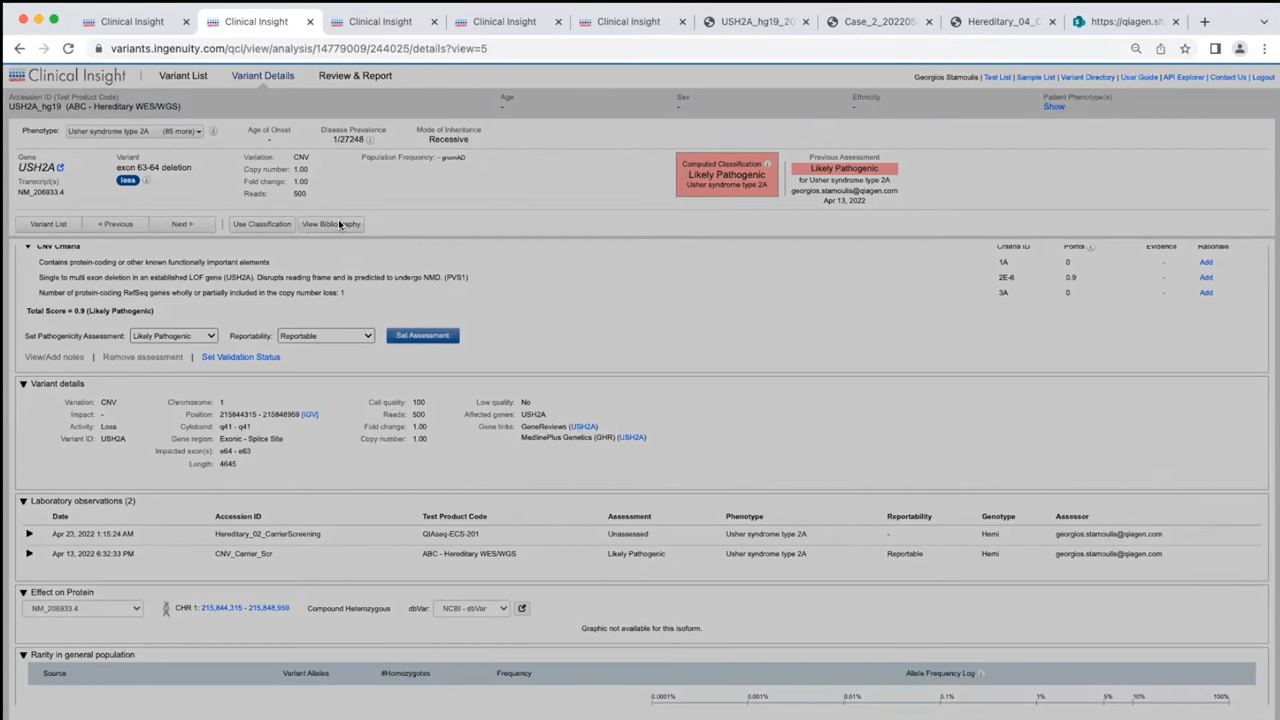 Clinical Insight
Clinical Insight
Clinical Insight
Clinical Insight
Clinical Insight
USH2A_hg19_20
Case_2_202205
Hereditary_04_C
https://qiagen.sh
variants.ingenuity.com/qci/view/analysis/14779009/244025/details?view=5
QIAGEN Clinical Insight Variant List Variant Details Review & Report
Georgios Stamoulis | Test List | Sample List | Variant Directory | User Guide | API Explorer | Contact Us | Logout
Accession ID (Test Product Code) Age Sex Ethnicity Patient Phenotype(s)
USH2A_hg19 (ABC - Hereditary WES/WGS) - - - Show
Phenotype: Usher syndrome type 2A (85 more) Age of Onset Disease Prevalence Mode of Inheritance
- 1/27248 Recessive
Gene Variant Variation: CNV Population Frequency: - gnomAD
USH2A exon 63-64 deletion Copy number: 1.00
Transcript(s) loss Fold change: 1.00
NM_206933.4 Reads: 500
Computed Classification
Likely Pathogenic
Usher syndrome type 2A
Previous Assessment
Likely Pathogenic
for Usher syndrome type 2A
georgios.stamoulis@qiagen.com
Apr 13, 2022
Variant List < Previous Next > | Use Classification View Bibliography
CNV Criteria Criteria ID Points Evidence Rationale
Contains protein-coding or other known functionally important elements 1A 0 - Add
Single to multi exon deletion in an established LOF gene (USH2A). Disrupts reading frame and is predicted to undergo NMD. (PVS1) 2E-6 0.9 - Add
Number of protein-coding RefSeq genes wholly or partially included in the copy number loss: 1 3A 0 - Add
Total Score = 0.9 (Likely Pathogenic)
Set Pathogenicity Assessment: Likely Pathogenic Reportability: Reportable Set Assessment
View/Add notes | Remove assessment | Set Validation Status
Variant details
Variation: CNV Chromosome: 1 Call quality: 100 Low quality: No
Impact: - Position: 215844315 - 215848959 [IGV] Reads: 500 Affected genes: USH2A
Activity: Loss Cytoband: q41 - q41 Fold change: 1.00 Gene links: GeneReviews (USH2A)
Variant ID: USH2A Gene region: Exonic - Splice Site Copy number: 1.00 MedlinePlus Genetics (GHR) (USH2A)
Impacted exon(s): e64 - e63
Length: 4645
Laboratory observations (2)
Date Accession ID Test Product Code Assessment Phenotype Reportability Genotype Assessor
Apr 23, 2022 1:15:24 AM Hereditary_02_CarrierScreening QIAseq-ECS-201 Unassessed Usher syndrome type 2A - Hemi georgios.stamoulis@qiagen.com
Apr 13, 2022 6:32:33 PM CNV_Carrier_Scr ABC - Hereditary WES/WGS Likely Pathogenic Usher syndrome type 2A Reportable Hemi georgios.stamoulis@qiagen.com
Effect on Protein
NM_206933.4 CHR 1: 215,844,315 - 215,848,959 Compound Heterozygous dbVar: NCBI - dbVar
Graphic not available for this isoform.
Rarity in general population
Source Variant Alleles #Homozygotes Frequency Allele Frequency Log
0.0001% 0.001% 0.01% 0.1% 1% 5% 10% 100%